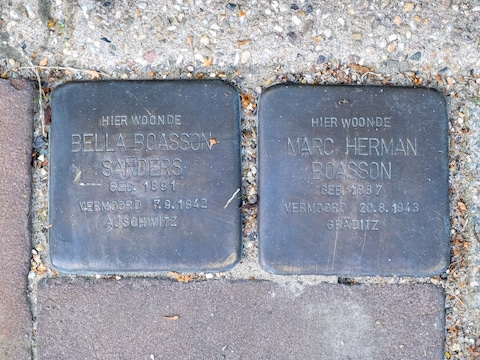 HIER WOONDE
BELLA BOASSON
SANDERS
GEB. 1891
VERMOORD 7.9.1942
AUSCHWITZ
HIER WOONDE
MARC HERMAN
BOASSON
GEB. 1887
VERMOORD 20.8.1943
GRÄDITZ